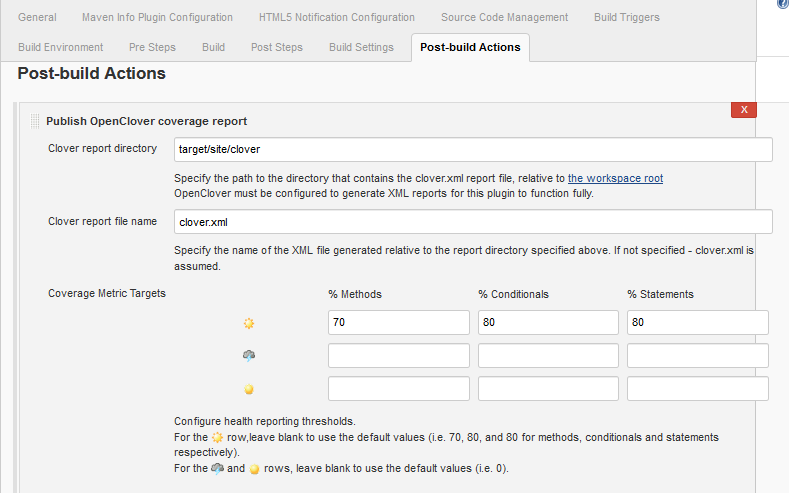 General Maven Info Plugin Configuration HTML5 Notification Configuration Source Code Management Build Triggers
Build Environment Pre Steps Build Post Steps Build Settings Post-build Actions
Post-build Actions
X
Publish OpenClover coverage report
Clover report directory target/site/clover
Specify the path to the directory that contains the clover.xml report file, relative to the workspace root
OpenClover must be configured to generate XML reports for this plugin to function fully.
Clover report file name clover.xml
Specify the name of the XML file generated relative to the report directory specified above. If not specified - clover.xml is
assumed.
Coverage Metric Targets % Methods % Conditionals % Statements
70 80 80
Configure health reporting thresholds.
For the row,leave blank to use the default values (i.e. 70, 80, and 80 for methods, conditionals and statements
respectively).
For the and rows, leave blank to use the default values (i.e. 0).